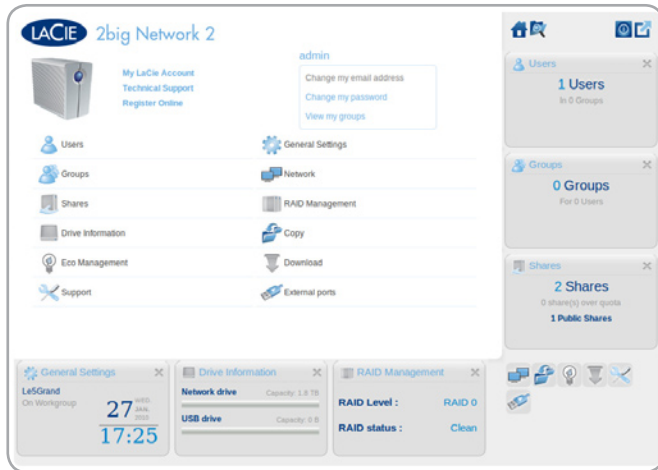 LACIE 2big Network 2
My LaCie Account
Technical Support
Register Online
admin
Change my email address
Change my password
View my groups
Users
General Settings
Groups
Network
Shares
RAID Management
Drive Information
Copy
Eco Management
Download
Support
External ports
Users
1 Users
In 0 Groups
Groups
0 Groups
For 0 Users
Shares
2 Shares
0 share(s) over quota
1 Public Shares
General Settings
Le5Grand
On Workgroup
27 WED.
JAN.
17:25
Drive Information
Network drive Capacity: 1.8 TB
USB drive Capacity: 0 B
RAID Management
RAID Level : RAID 0
RAID status : Clean